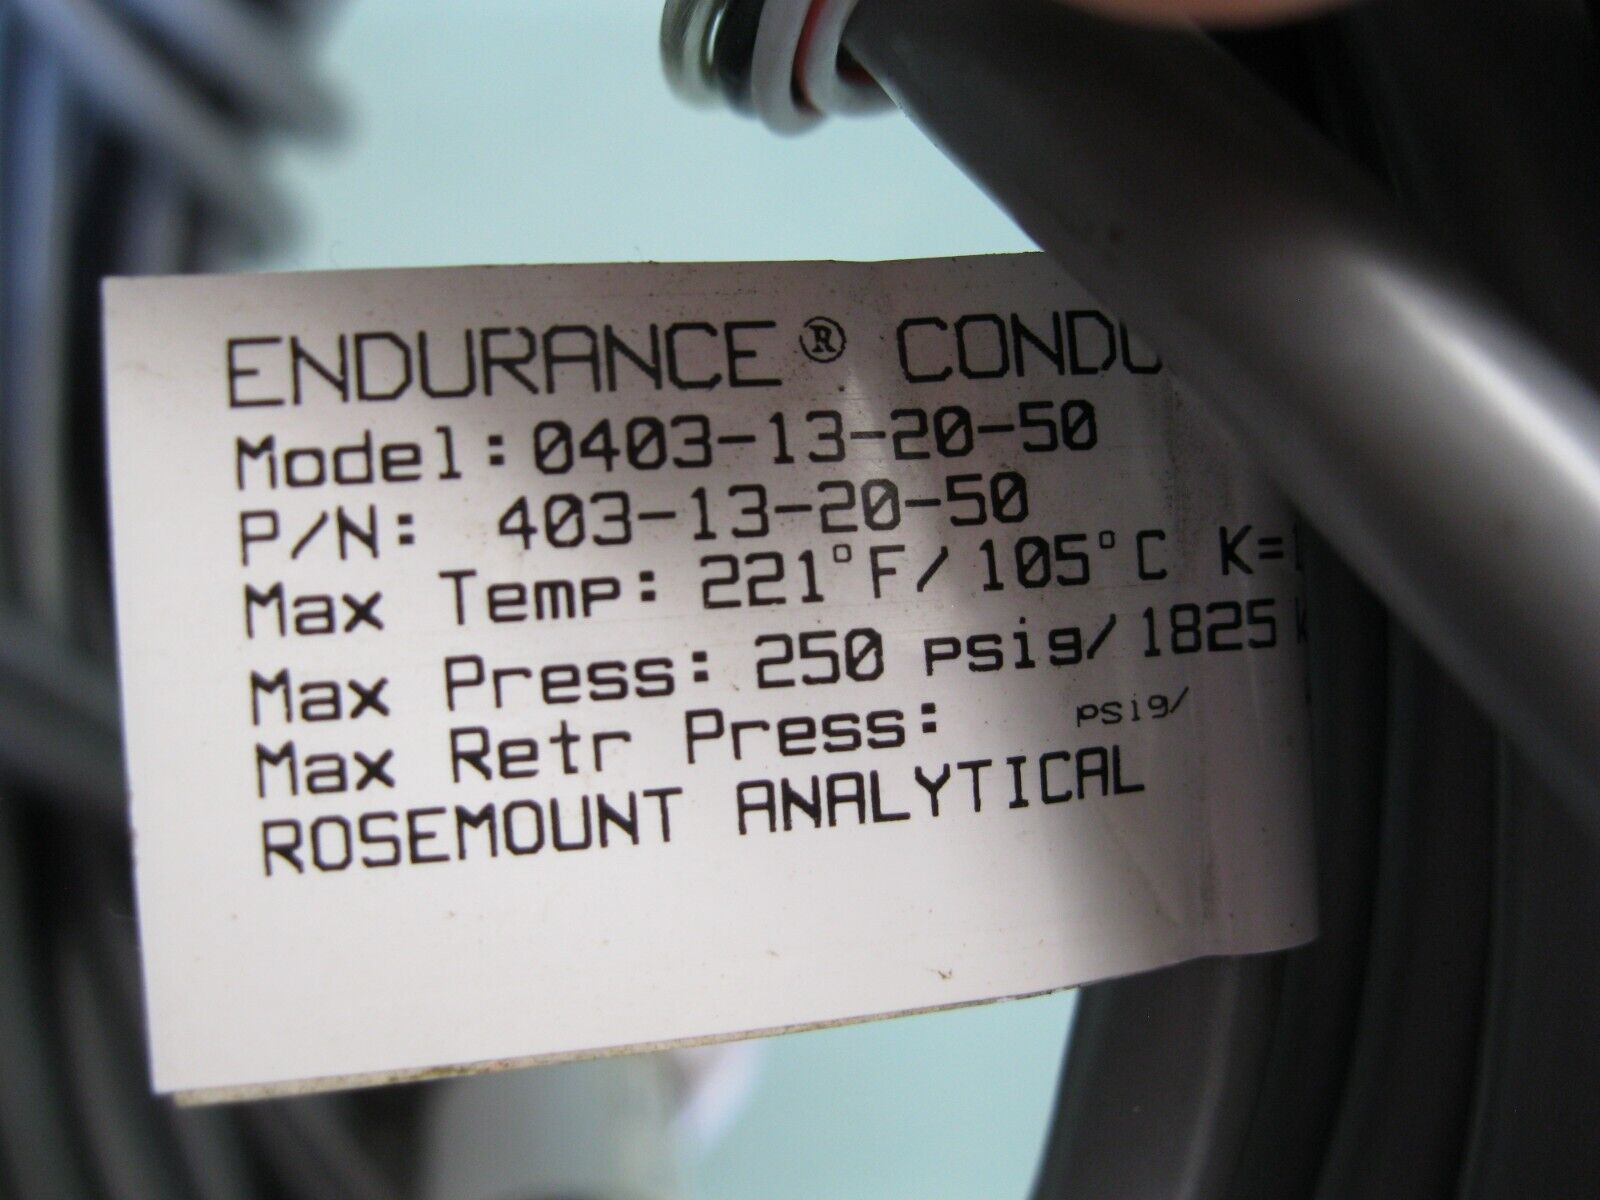 ENDURANCE® CONDU
Model:0403-13-20-50
P/N: 403-13-20-50
Max Temp: 221°F/105°C K=
Max Press: 250 psig/1825
Max Retr Press: psig/
ROSEMOUNT ANALYTICAL